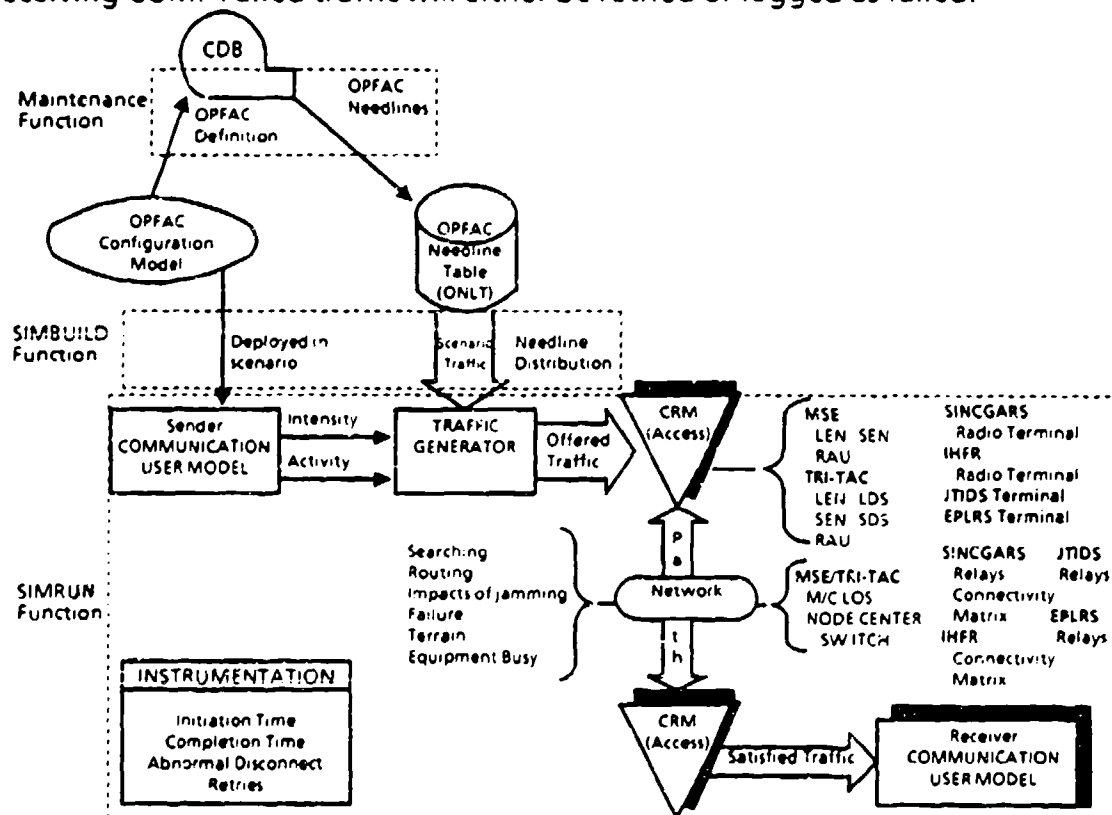 CDB
Maintenance
Function
OPFAC
Definition
OPFAC
Needlines
OPFAC
Configuration
Model
OPFAC
Needline
Table
(ONLT)
SIMBUILD
Function
Deployed in
scenario
Scenario
Traffic
Needline
Distribution
Sender
COMMUNICATION
USER MODEL
Intensity
Activity
TRAFFIC
GENERATOR
Offered
Traffic
CRM
(Access)
MSE
LEN SEN
RAU
TRI-TAC
LEN LDS
SEN SDS
RAU
SINCGARS
Radio Terminal
IHFR
Radio Terminal
JTIDS Terminal
EPLRS Terminal
SIMRUN
Function
Searching
Routing
Impacts of jamming
Failure
Terrain
Equipment Busy
Pa
Network
th
MSE/TRI-TAC
M/C LOS
NODE CENTER
SWITCH
SINCGARS
Relays
Connectivity
Matrix
IHFR
Connectivity
Matrix
JTIDS
Relays
EPLRS
Relays
INSTRUMENTATION
Initiation Time
Completion Time
Abnormal Disconnect
Retries
CRM
(Access)
Satisfied Traffic
Receiver
COMMUNICATION
USER MODEL